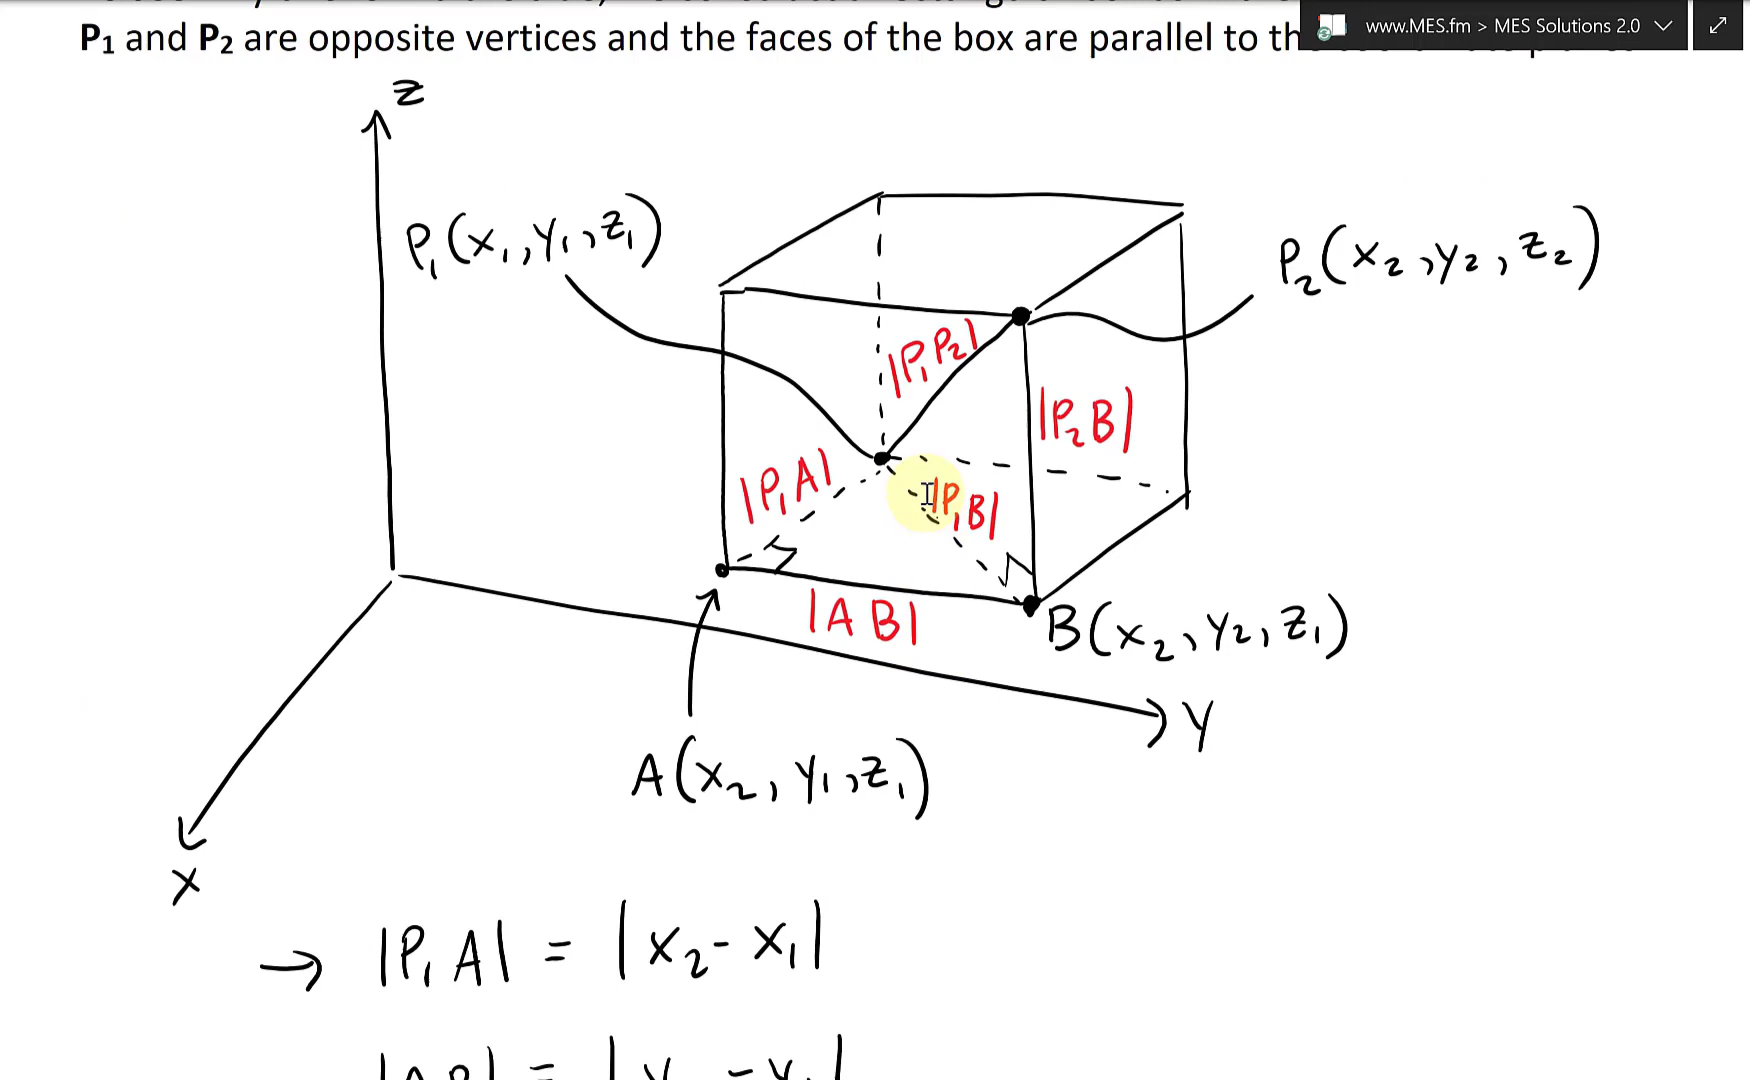 www.MES.fm > MES Solutions 2.0
P₁ and P₂ are opposite vertices and the faces of the box are parallel to
Z
P₁(x₁,y₁,z₁)
P₂(x₂,y₂,z₂)
|P₁P₂|
|P₂B|
|P₁A|
|P₁B|
|AB|
B(x₂,y₂,z₁)
Y
A(x₂,y₁,z₁)
X
→ |P₁A| = |x₂-x₁|